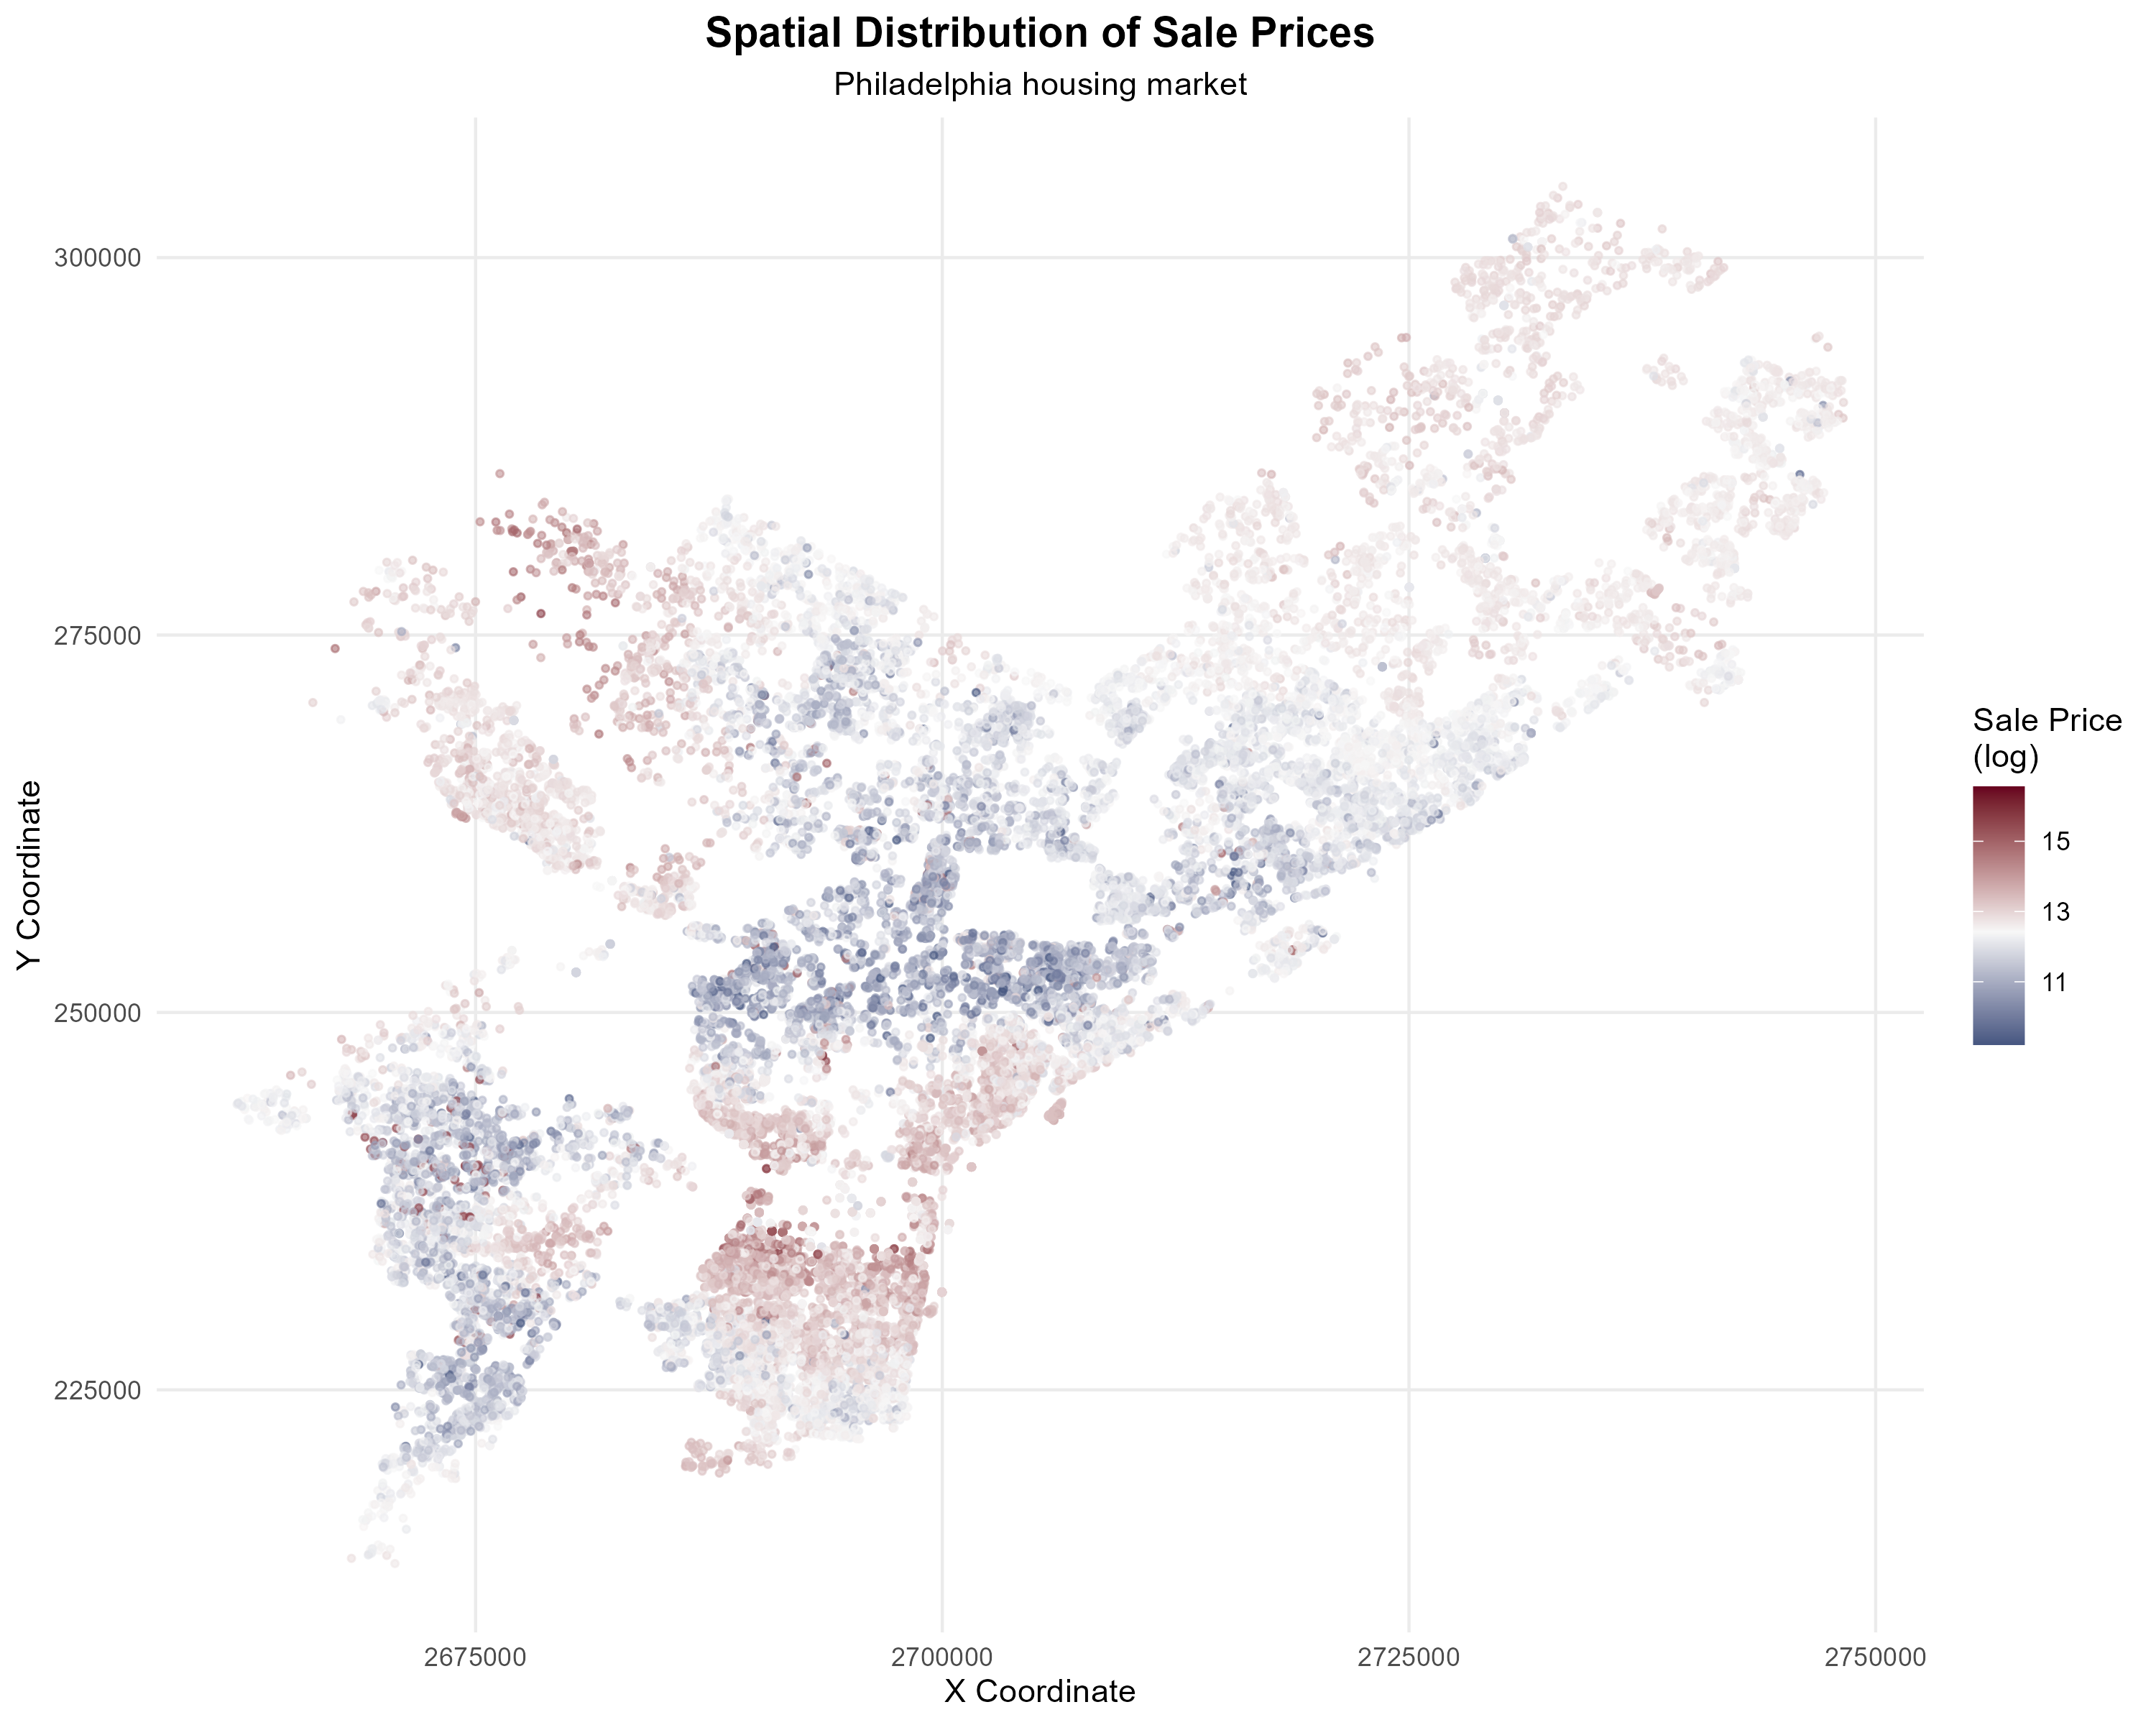 Spatial Distribution of Sale Prices
Philadelphia housing market
300000
275000
250000
225000
Y Coordinate
2675000
2700000
2725000
2750000
X Coordinate
Sale Price
(log)
15
13
11